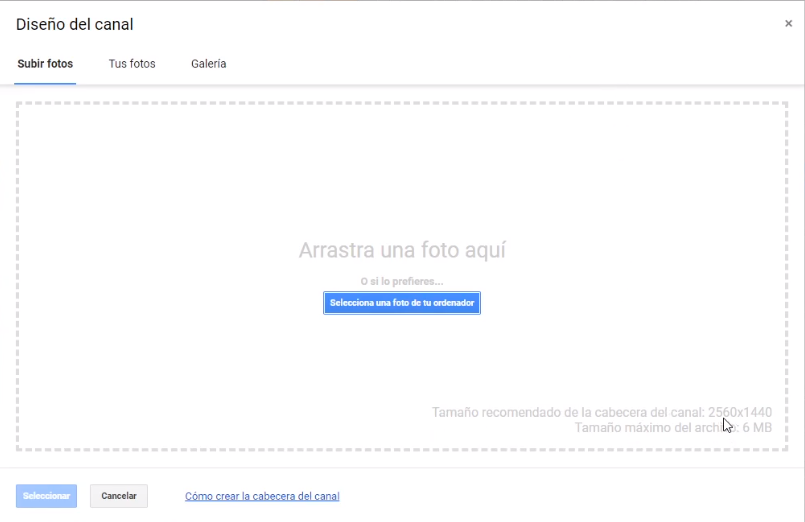 Diseño del canal
×
Subir fotos Tus fotos Galería
Arrastra una foto aquí
O si lo prefieres...
Selecciona una foto de tu ordenador
Tamaño recomendado de la cabecera del canal: 2560x1440
Tamaño máximo del archivo: 6 MB
Seleccionar Cancelar Cómo crear la cabecera del canal